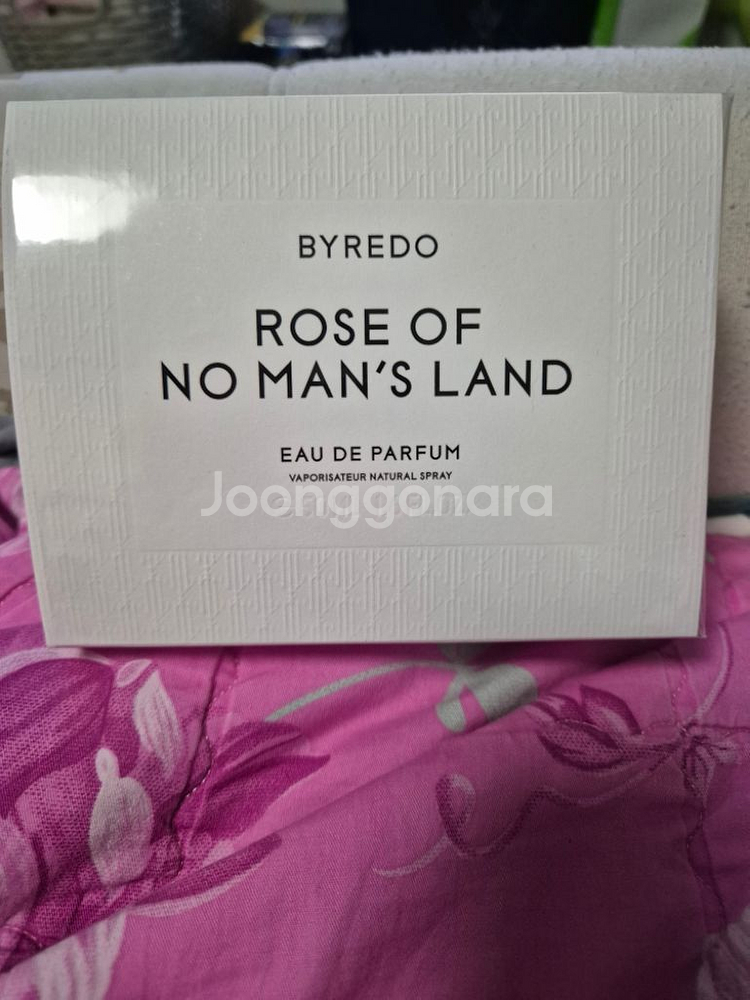 BYREDO
ROSE OF
NO MAN'S LAND
EAU DE PARFUM
VAPORISATEUR NATURAL SPRAY
Joonggonara